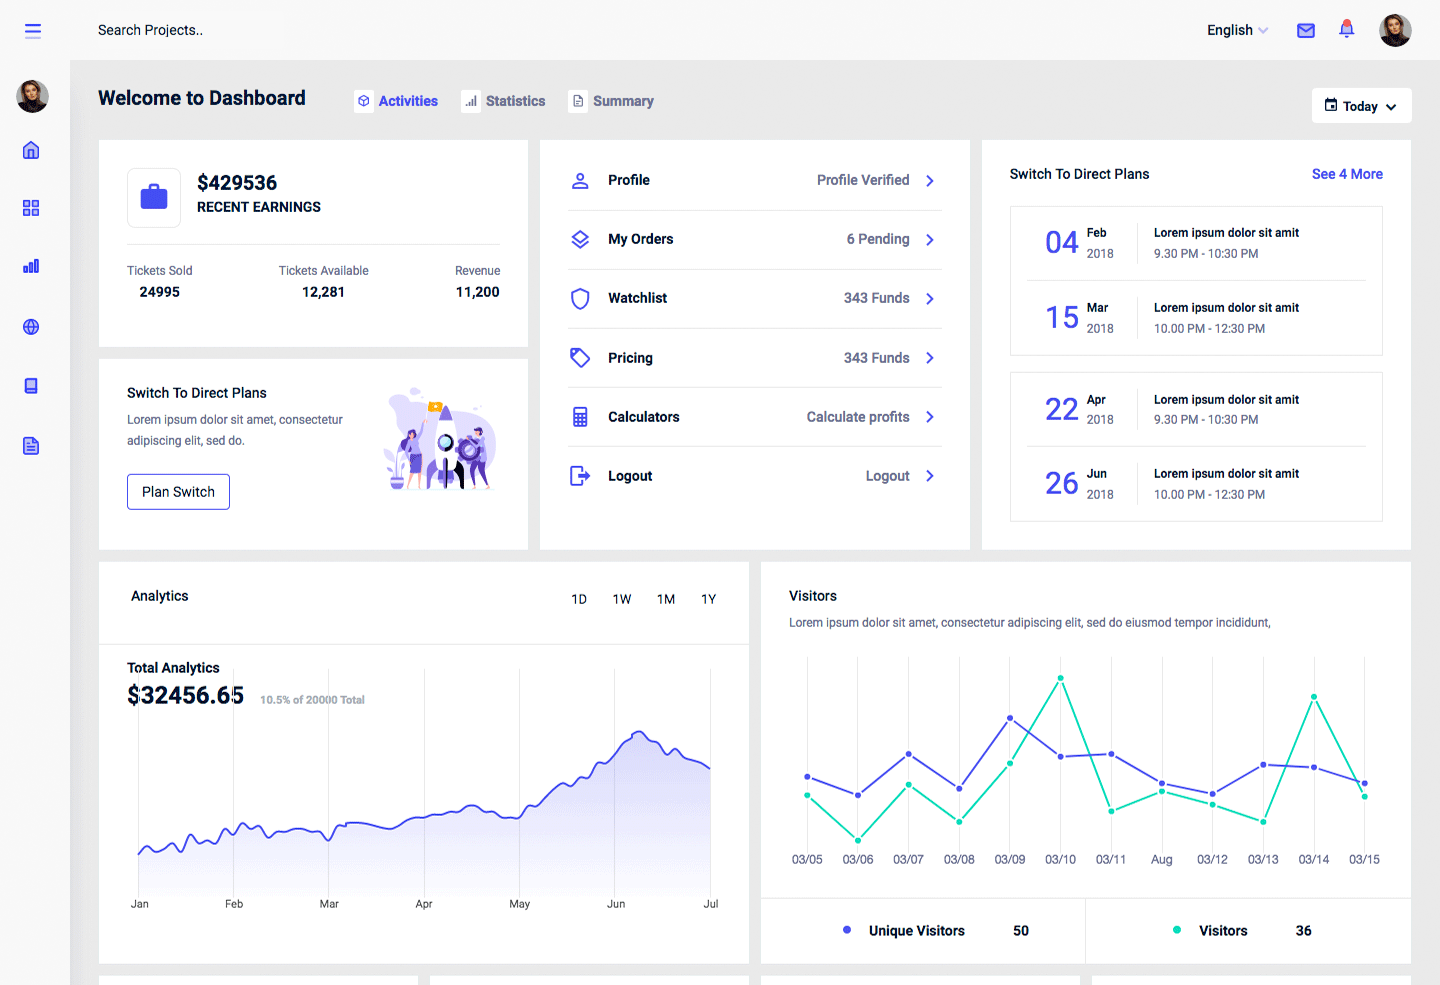 Search Projects..
English
Welcome to Dashboard
Activities
Statistics
Summary
Today
$429536
RECENT EARNINGS
Tickets Sold
24995
Tickets Available
12,281
Revenue
11,200
Switch To Direct Plans
Lorem ipsum dolor sit amet, consectetur
adipiscing elit, sed do.
Plan Switch
Profile
Profile Verified
My Orders
6 Pending
Watchlist
343 Funds
Pricing
343 Funds
Calculators
Calculate profits
Logout
Logout
Switch To Direct Plans
See 4 More
04
Feb
2018
Lorem ipsum dolor sit amit
9.30 PM - 10:30 PM
15
Mar
2018
Lorem ipsum dolor sit amit
10.00 PM - 12:30 PM
22
Apr
2018
Lorem ipsum dolor sit amit
9.30 PM - 10:30 PM
26
Jun
2018
Lorem ipsum dolor sit amit
10.00 PM - 12:30 PM
Analytics
1D
1W
1M
1Y
Total Analytics
$32456.65
10.5% of 20000 Total
Jan
Feb
Mar
Apr
May
Jun
Jul
Visitors
Lorem ipsum dolor sit amet, consectetur adipiscing elit, sed do eiusmod tempor incididunt,
03/05
03/06
03/07
03/08
03/09
03/10
03/11
Aug
03/12
03/13
03/14
03/15
Unique Visitors
50
Visitors
36